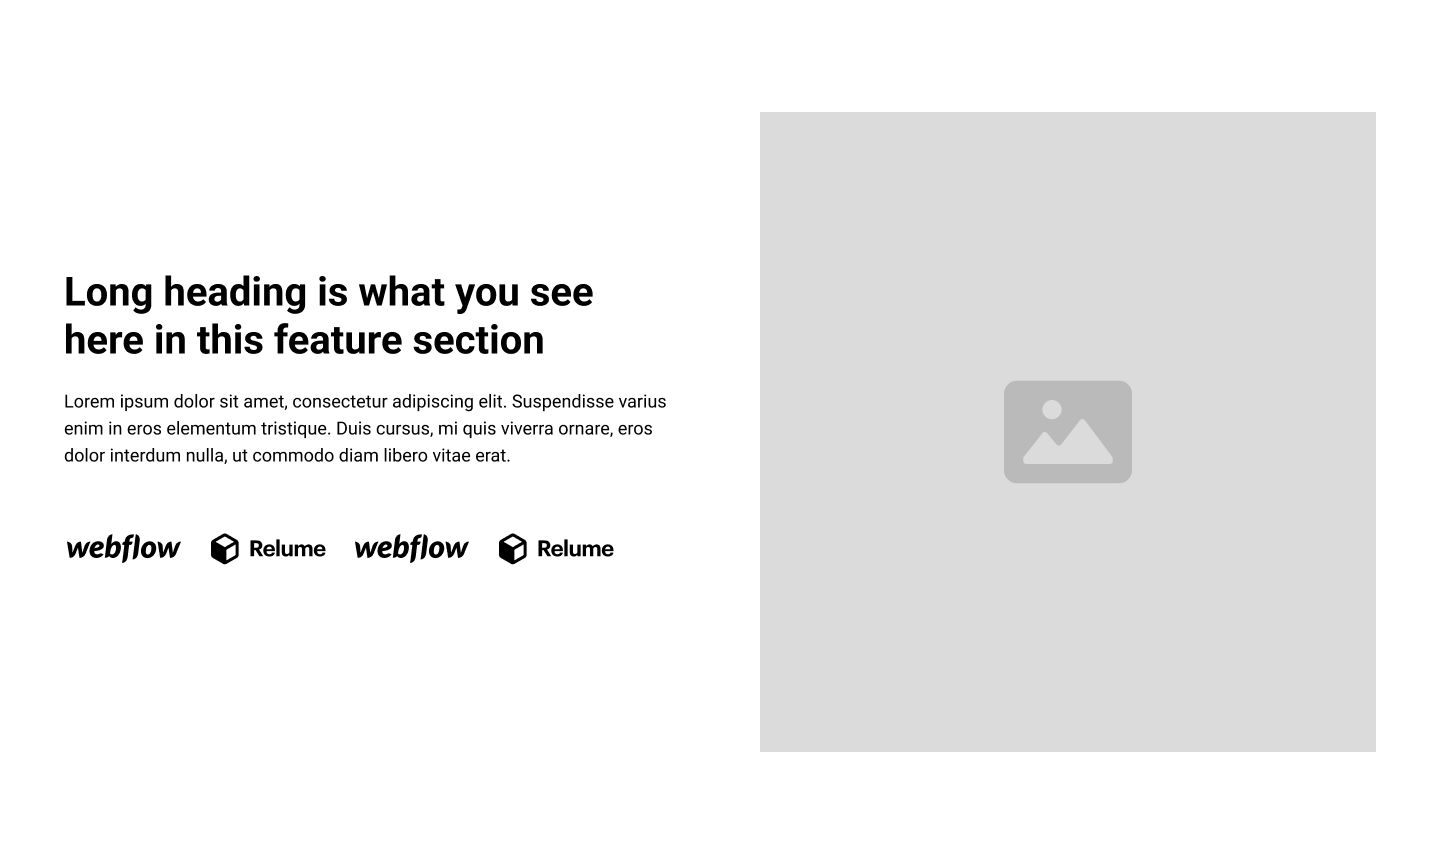 Long heading is what you see
here in this feature section
Lorem ipsum dolor sit amet, consectetur adipiscing elit. Suspendisse varius
enim in eros elementum tristique. Duis cursus, mi quis viverra ornare, eros
dolor interdum nulla, ut commodo diam libero vitae erat.
webflow Relume webflow Relume